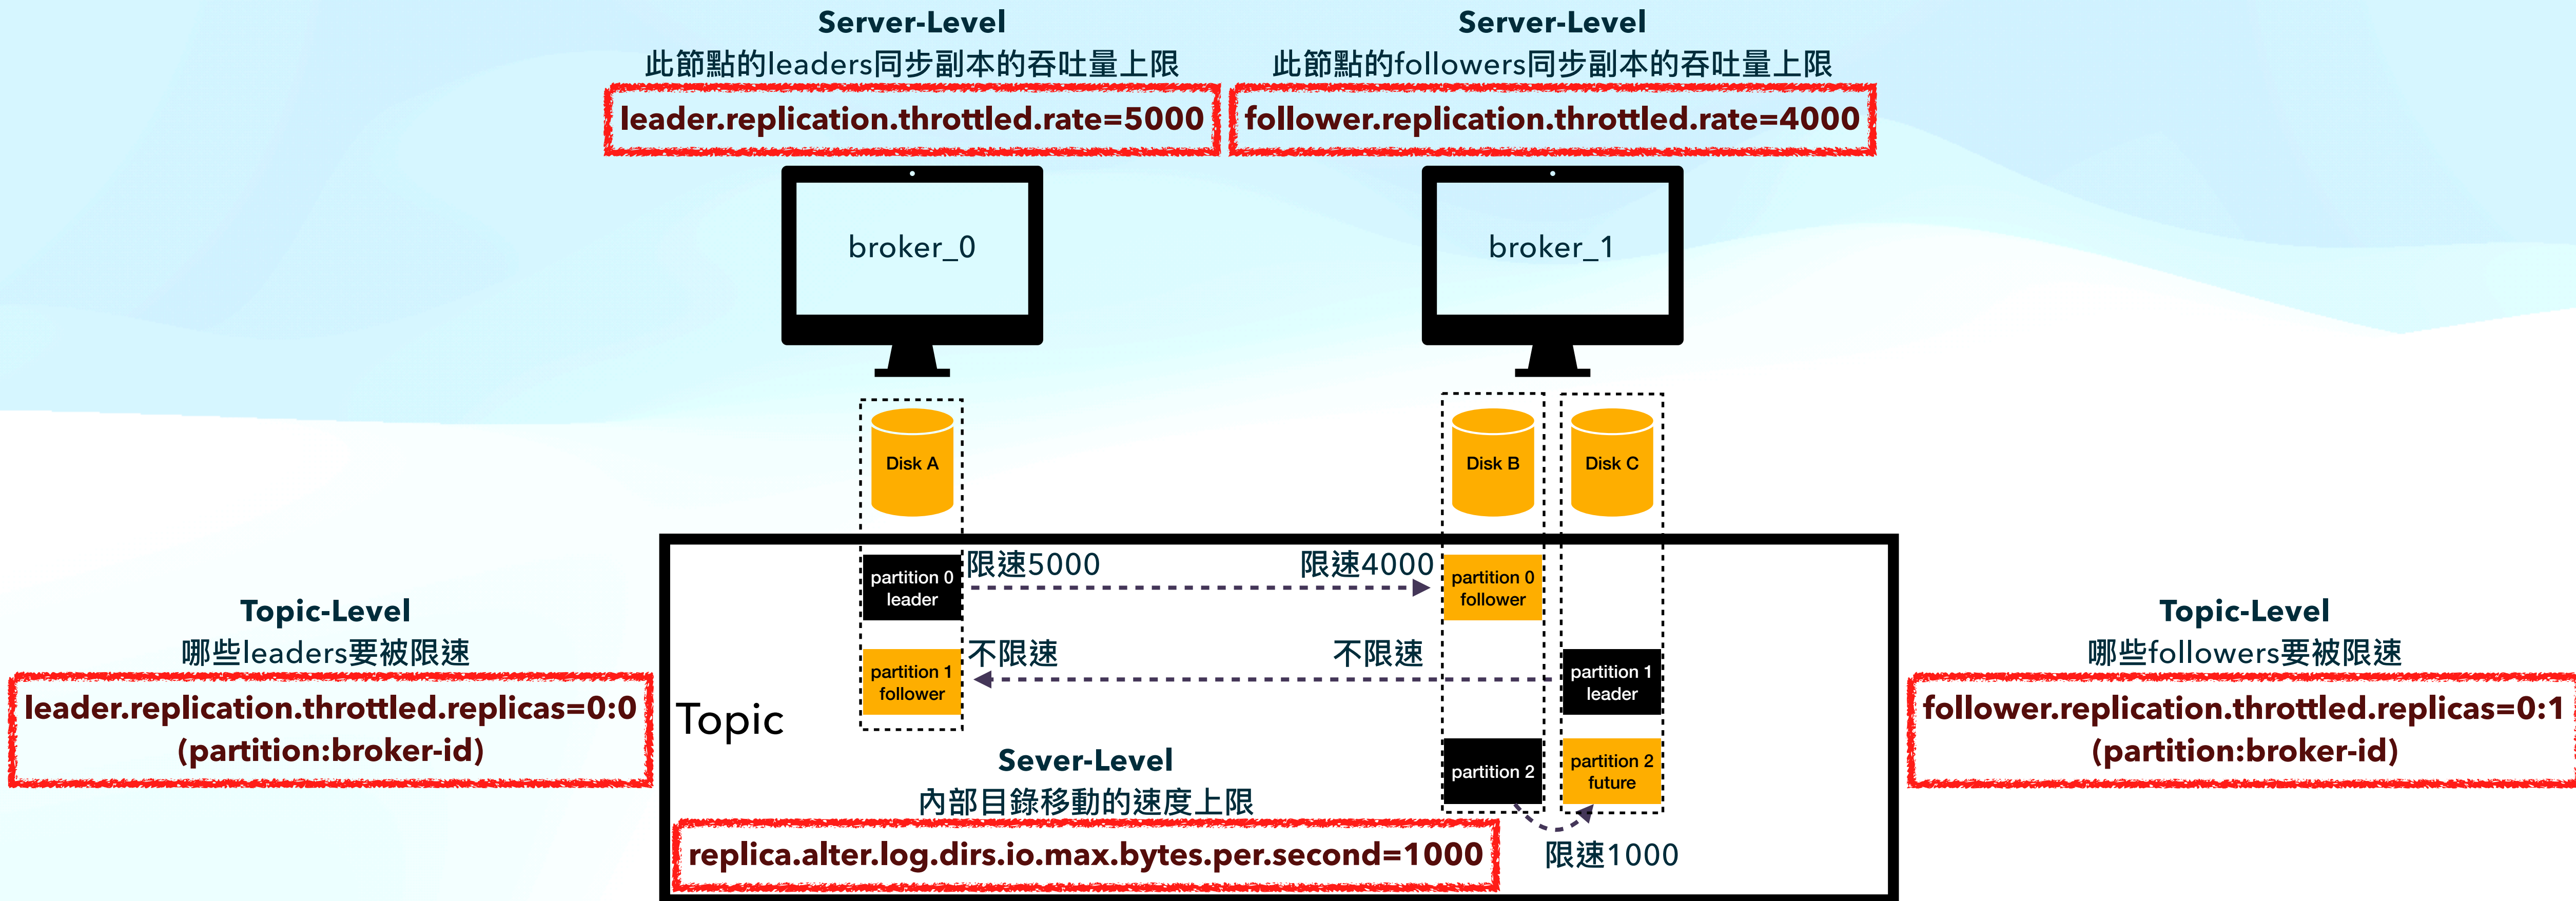 Server-Level
此節點的leaders同步副本的吞吐量上限
leader.replication.throttled.rate=5000
Server-Level
此節點的followers同步副本的吞吐量上限
follower.replication.throttled.rate=4000
broker_0
broker_1
Disk A
Disk B
Disk C
partition 0
leader
限速5000
限速4000
partition 0
follower
Topic-Level
哪些leaders要被限速
leader.replication.throttled.replicas=0:0
(partition:broker-id)
partition 1
follower
不限速
不限速
partition 1
leader
Topic
Topic-Level
哪些followers要被限速
follower.replication.throttled.replicas=0:1
(partition:broker-id)
Sever-Level
內部目錄移動的速度上限
replica.alter.log.dirs.io.max.bytes.per.second=1000
partition 2
partition 2
future
限速1000